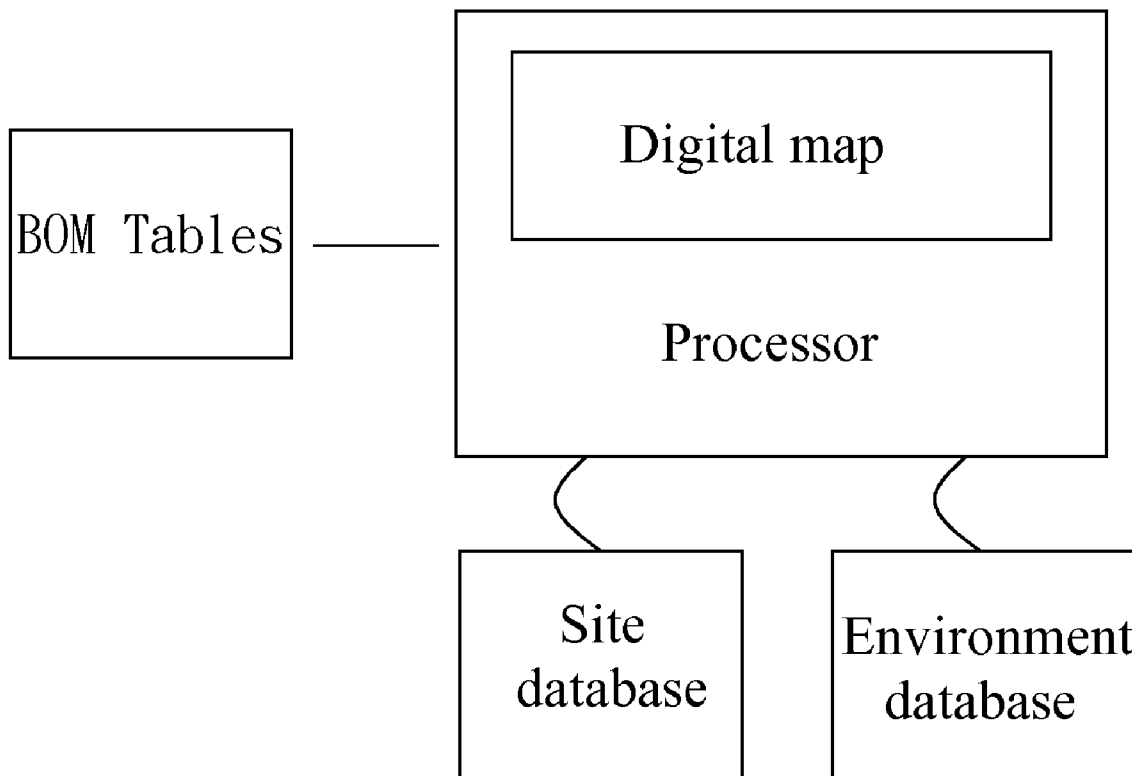 Digital map
BOM Tables
Processor
Site
database
Environment
database